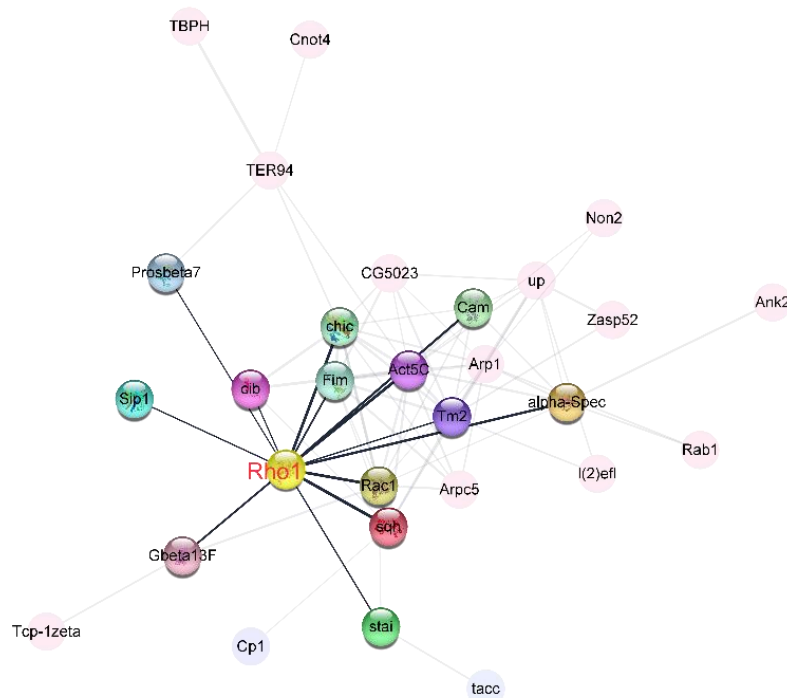 TBPH
Cnot4
TER94
Non2
Prosbeta7
CG5023
up
Ank2
Cam
Zasp52
chic
Act5C
Arp1
Fim
dib
Slp1
alpha-Spec
Tm2
Rab1
Rho1
l(2)efl
Rac1
Arpc5
sqh
Gbeta13F
stai
Tcp-1zeta
Cp1
tacc